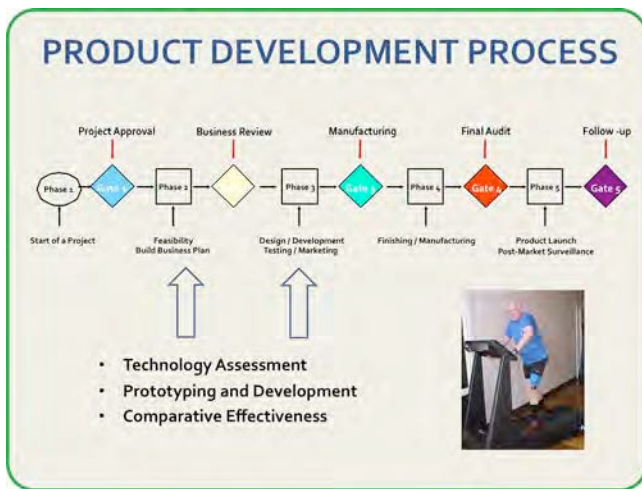 PRODUCT DEVELOPMENT PROCESS
Project Approval
Business Review
Manufacturing
Final Audit
Follow -up
Phase 1
Gate 1
Phase 2
Phase 3
Gate 3
Phase 4
Gate 4
Phase 5
Gate 5
Start of a Project
Feasibility
Build Business Plan
Design / Development
Testing / Marketing
Finishing / Manufacturing
Product Launch
Post-Market Surveillance
• Technology Assessment
• Prototyping and Development
• Comparative Effectiveness